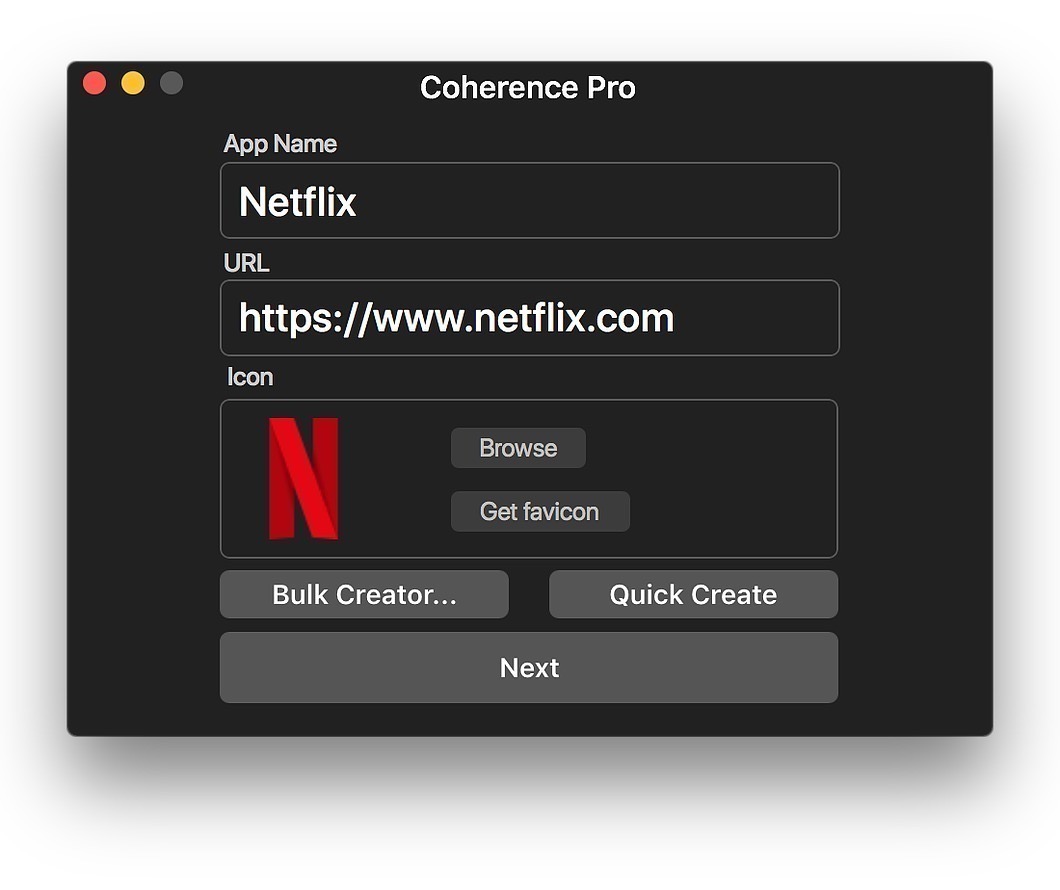 Coherence Pro
App Name
Netflix
URL
https://www.netflix.com
Icon
N
Browse
Get favicon
Bulk Creator...
Quick Create
Next